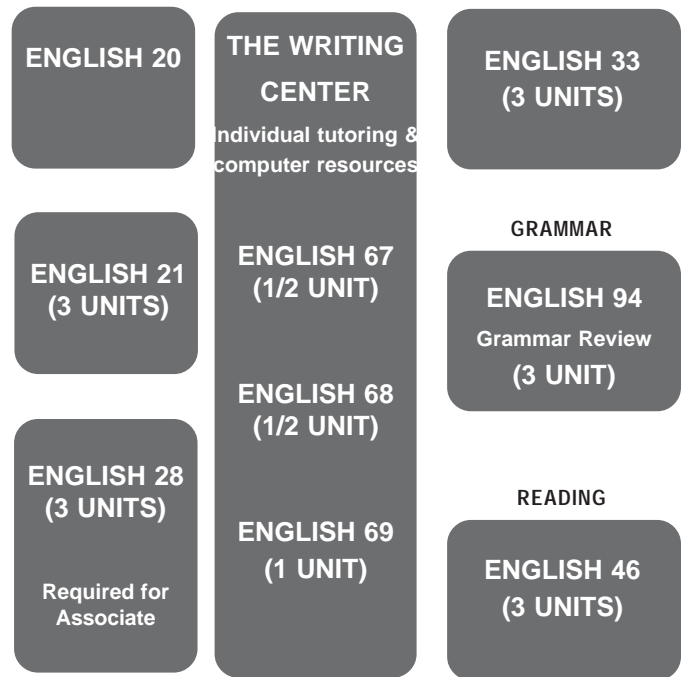 ENGLISH 20
ENGLISH 21
(3 UNITS)
ENGLISH 28
(3 UNITS)
Required for
Associate
THE WRITING
CENTER
Individual tutoring &
computer resources
ENGLISH 67
(1/2 UNIT)
ENGLISH 68
(1/2 UNIT)
ENGLISH 69
(1 UNIT)
ENGLISH 33
(3 UNITS)
GRAMMAR
ENGLISH 94
Grammar Review
(3 UNIT)
READING
ENGLISH 46
(3 UNITS)